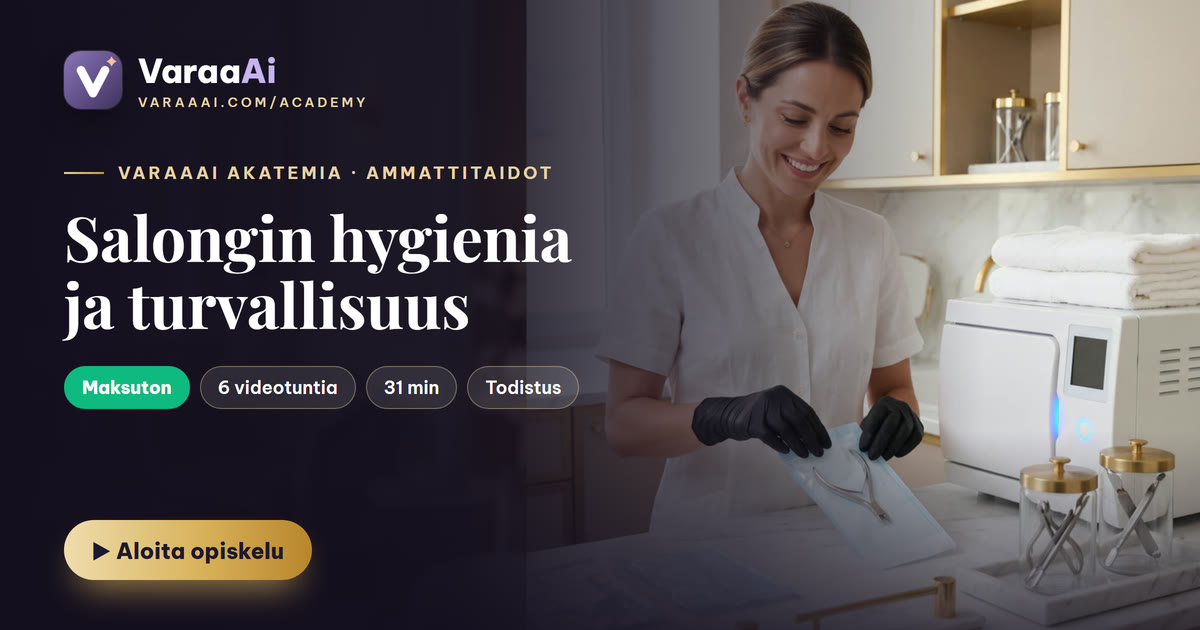 VaraaAi
VARAAAI.COM/ACADEMY
VARAAAI AKATEMIA · AMMATTITAIDOT
Salongin hygienia
ja turvallisuus
Maksuton
6 videotuntia
31 min
Todistus
▶ Aloita opiskelu